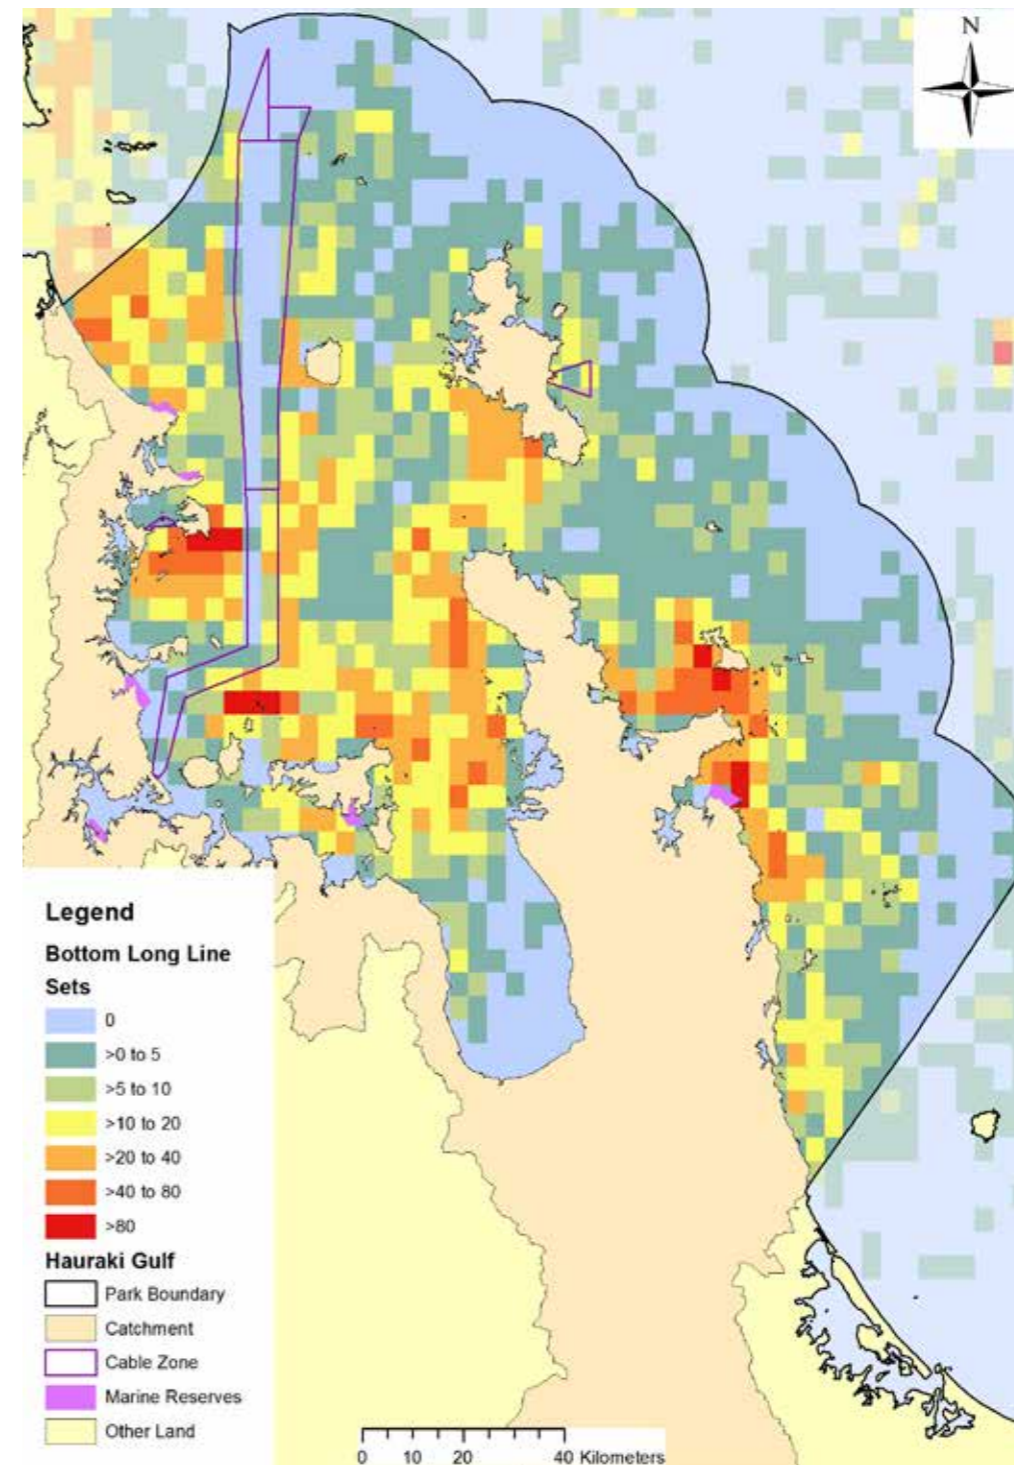 N
Legend
Bottom Long Line
Sets
0
>0 to 5
>5 to 10
>10 to 20
>20 to 40
>40 to 80
>80
Hauraki Gulf
Park Boundary
Catchment
Cable Zone
Marine Reserves
Other Land
0 10 20 40 Kilometers